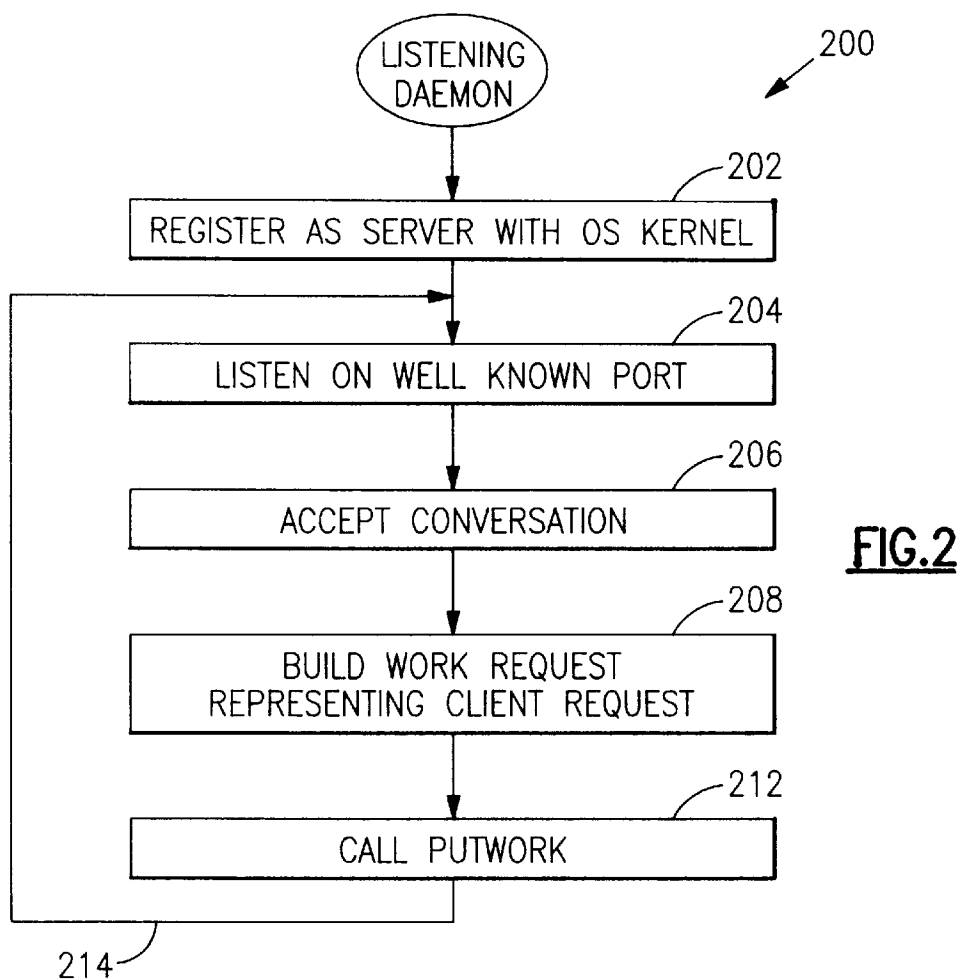 LISTENING
DAEMON
200
202
REGISTER AS SERVER WITH OS KERNEL
204
LISTEN ON WELL KNOWN PORT
206
ACCEPT CONVERSATION
FIG.2
208
BUILD WORK REQUEST
REPRESENTING CLIENT REQUEST
212
CALL PUTWORK
214